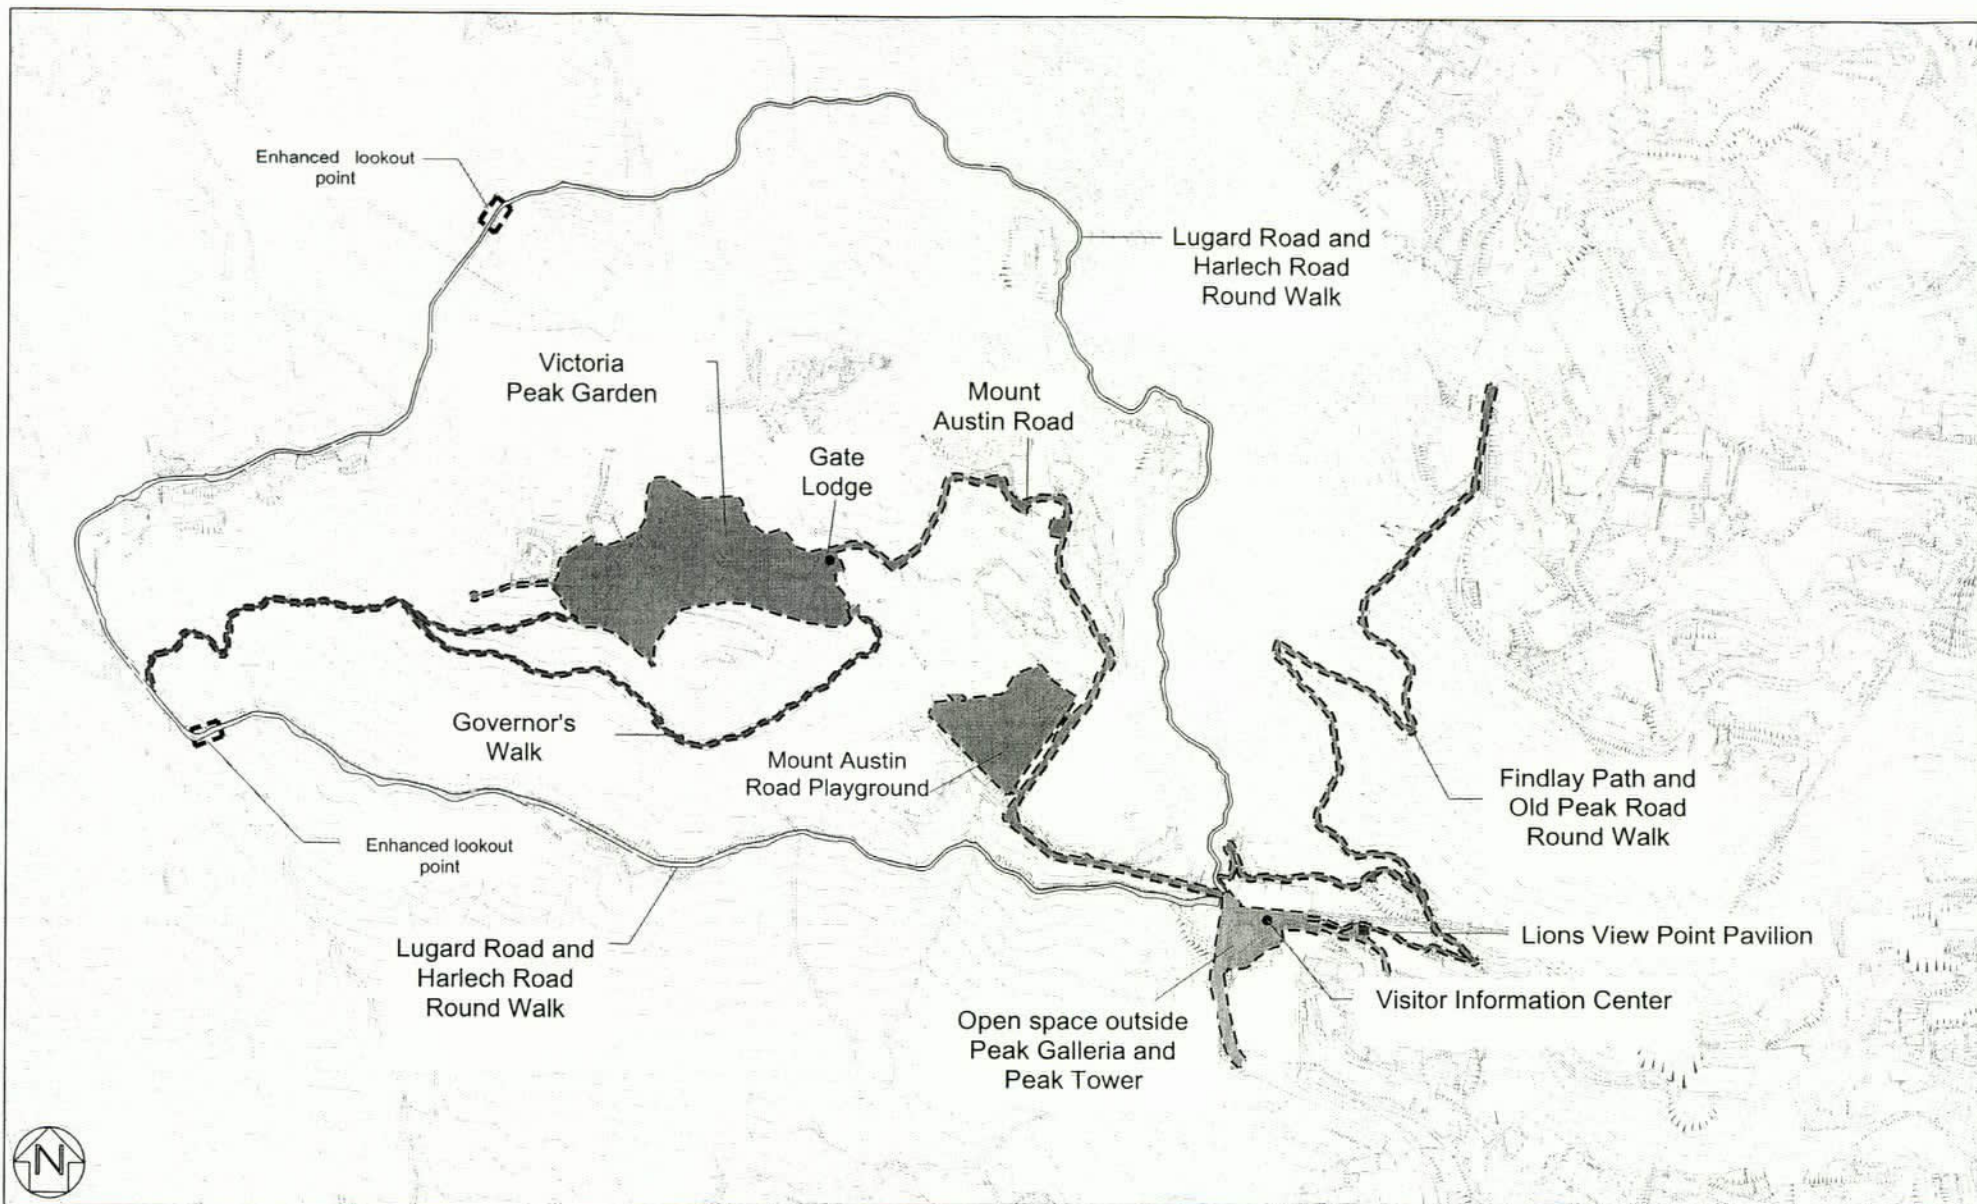 Enhanced lookout
point
Lugard Road and
Harlech Road
Round Walk
Victoria
Peak Garden
Mount
Austin Road
Gate
Lodge
Governor's
Walk
Mount Austin
Road Playground
Findlay Path and
Old Peak Road
Round Walk
Enhanced lookout
point
Lugard Road and
Harlech Road
Round Walk
Lions View Point Pavilion
Visitor Information Center
Open space outside
Peak Galleria and
Peak Tower
N